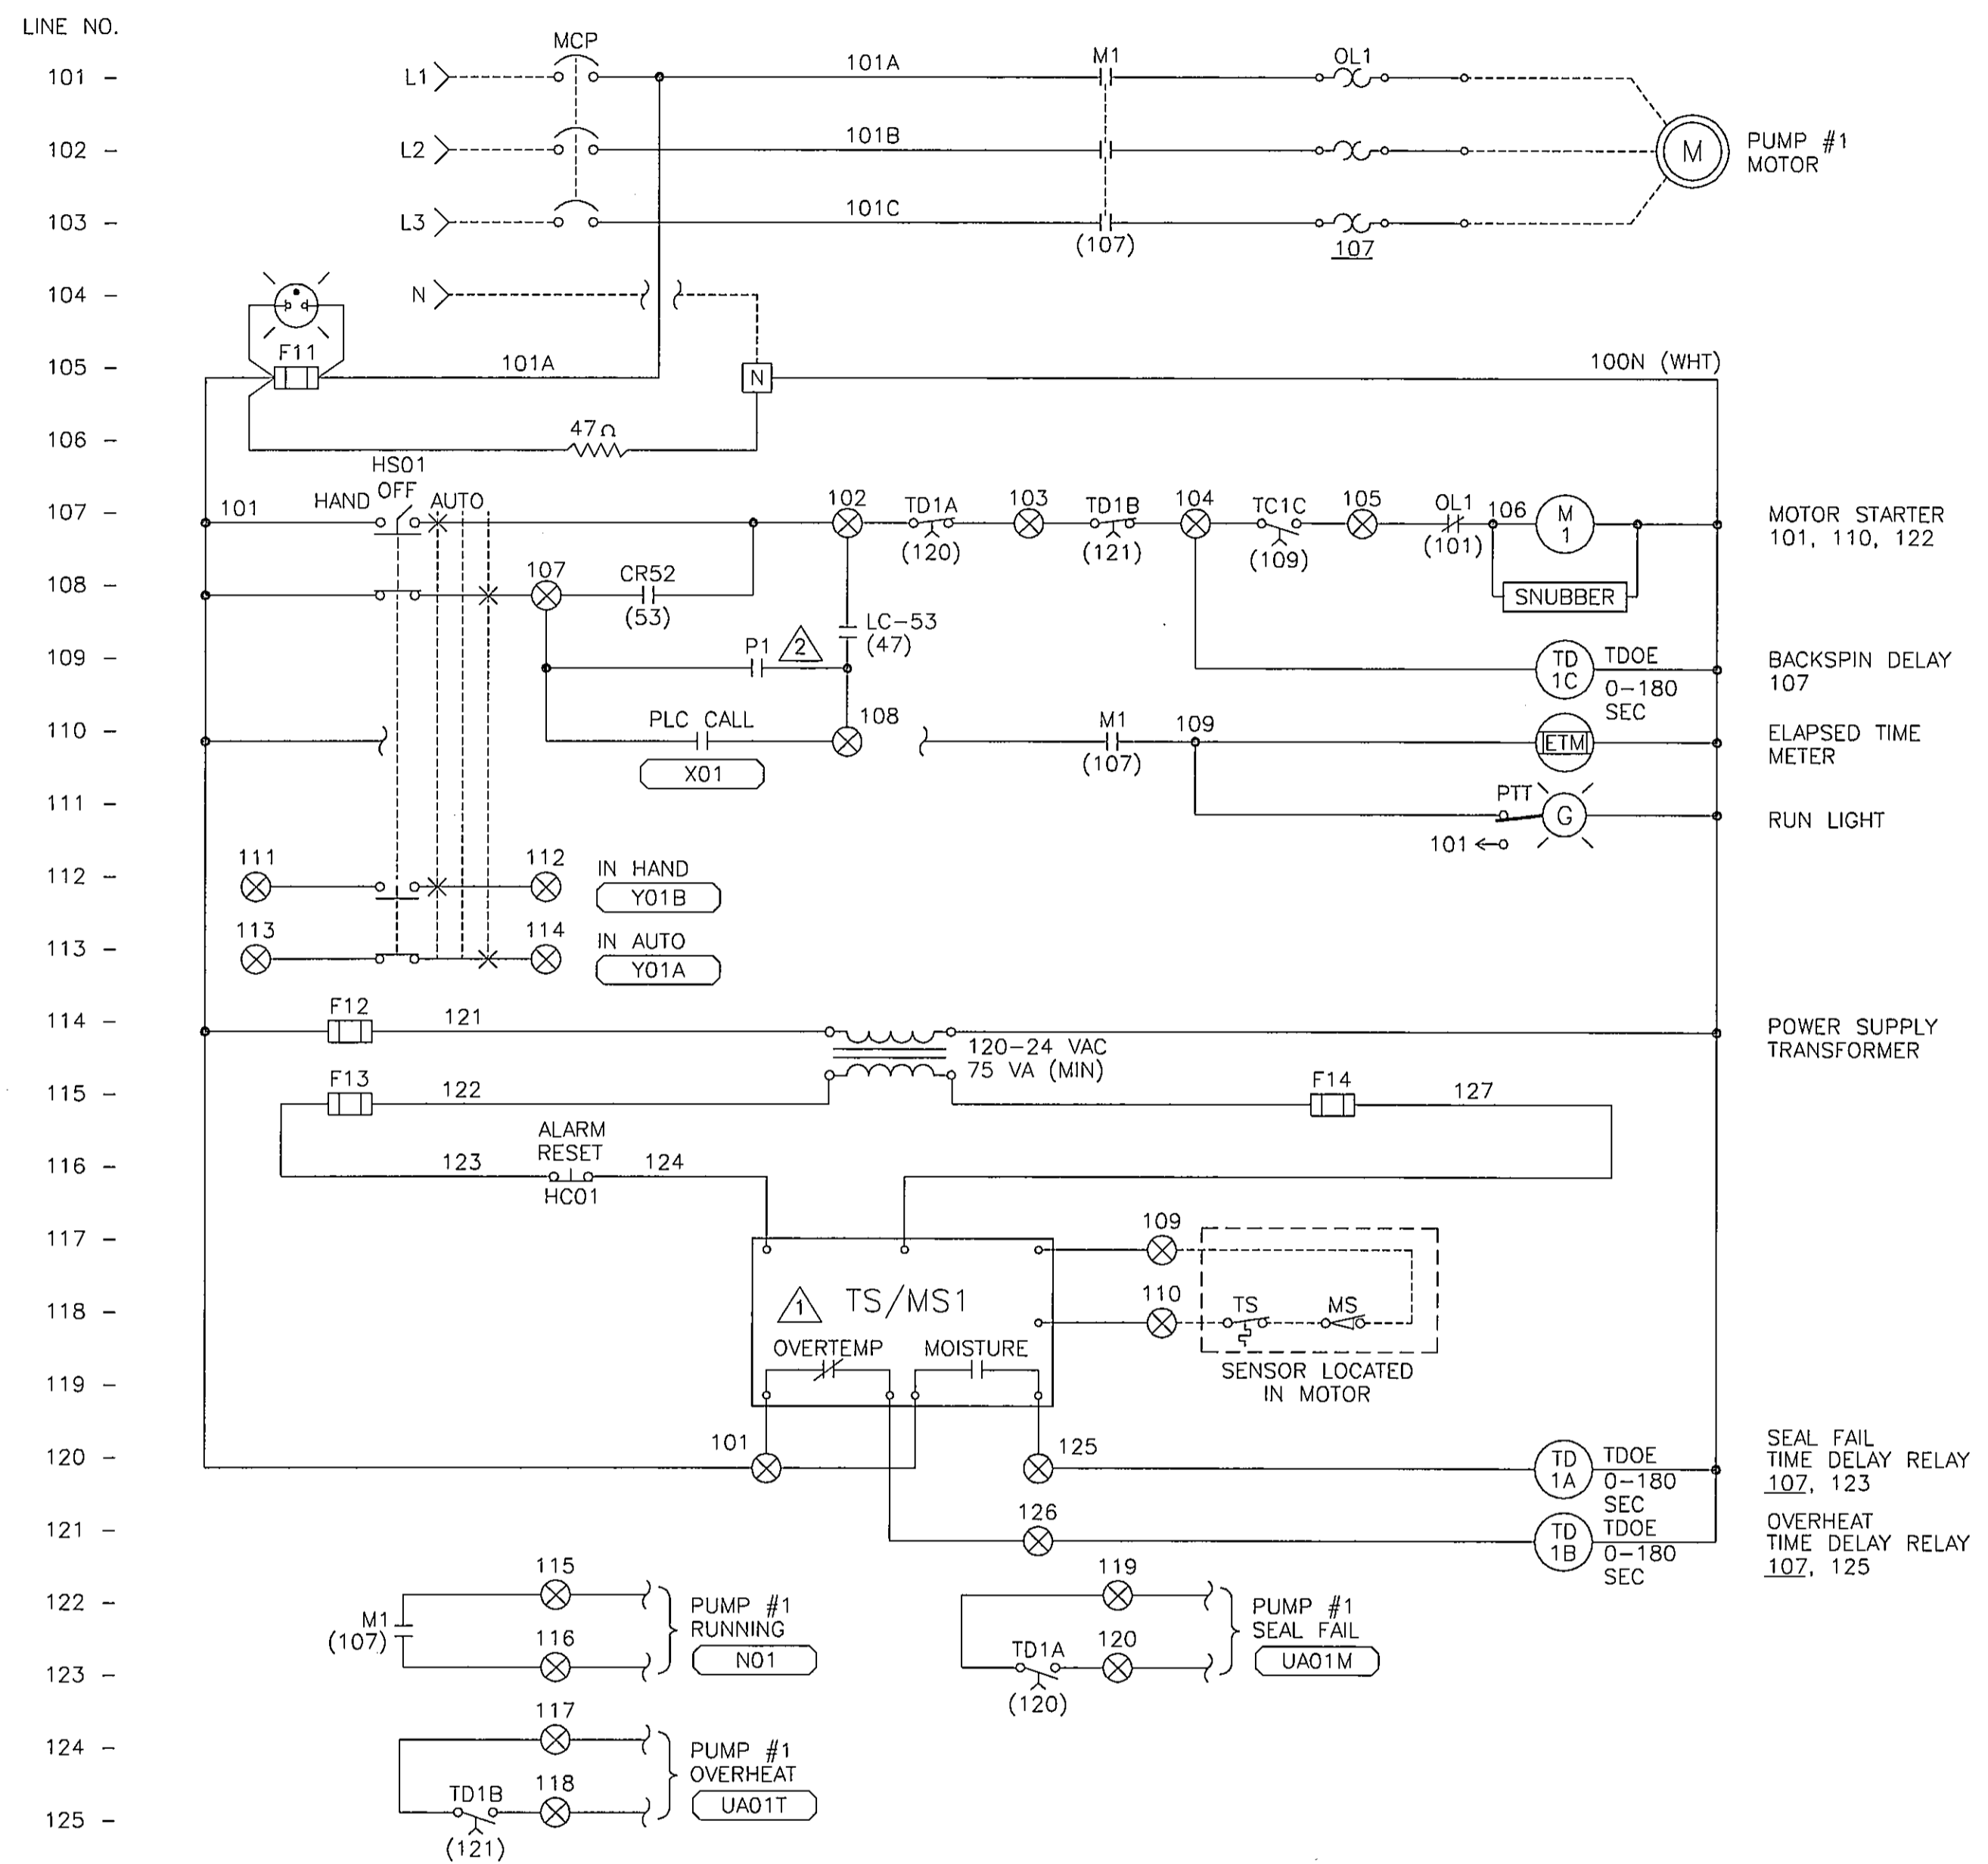 LINE NO.
MCP
101 –
L1
101A
M1
OL1
102 –
L2
101B
M
PUMP #1
MOTOR
103 –
L3
101C
(107)
107
104 –
N
105 –
F11
101A
N
100N (WHT)
106 –
47Ω
HS01
HAND
OFF
AUTO
107 –
101
102
TD1A
(120)
103
TD1B
(121)
104
TC1C
(109)
105
OL1
(101)
106
M
1
MOTOR STARTER
101, 110, 122
108 –
107
CR52
(53)
SNUBBER
LC-53
(47)
109 –
P1
2
TD
1C
TDOE
0-180
SEC
BACKSPIN DELAY
107
110 –
PLC CALL
X01
108
M1
(107)
109
ETM
ELAPSED TIME
METER
111 –
PTT
G
101
RUN LIGHT
112 –
111
112
IN HAND
Y01B
113 –
113
114
IN AUTO
Y01A
114 –
F12
121
120-24 VAC
75 VA (MIN)
POWER SUPPLY
TRANSFORMER
115 –
F13
122
F14
127
116 –
123
ALARM
RESET
HC01
124
117 –
109
118 –
1
TS/MS1
110
TS
MS
OVERTEMP
MOISTURE
SENSOR LOCATED
IN MOTOR
119 –
120 –
101
125
TD
1A
TDOE
0-180
SEC
SEAL FAIL
TIME DELAY RELAY
107, 123
121 –
126
TD
1B
TDOE
0-180
SEC
OVERHEAT
TIME DELAY RELAY
107, 125
122 –
115
M1
(107)
116
PUMP #1
RUNNING
N01
119
TD1A
(120)
120
PUMP #1
SEAL FAIL
UA01M
123 –
124 –
117
TD1B
(121)
118
PUMP #1
OVERHEAT
UA01T
125 –